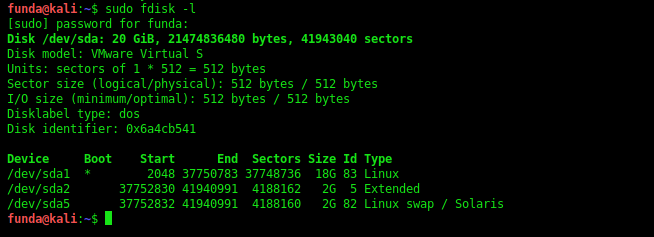 funda@kali:~$ sudo fdisk -l
[sudo] password for funda:
Disk /dev/sda: 20 GiB, 21474836480 bytes, 41943040 sectors
Disk model: VMware Virtual S
Units: sectors of 1 * 512 = 512 bytes
Sector size (logical/physical): 512 bytes / 512 bytes
I/O size (minimum/optimal): 512 bytes / 512 bytes
Disklabel type: dos
Disk identifier: 0x6a4cb541

Device     Boot    Start      End  Sectors Size Id Type
/dev/sda1  *        2048 37750783 37748736  18G 83 Linux
/dev/sda2       37752830 41940991  4188162   2G  5 Extended
/dev/sda5       37752832 41940991  4188160   2G 82 Linux swap / Solaris
funda@kali:~$